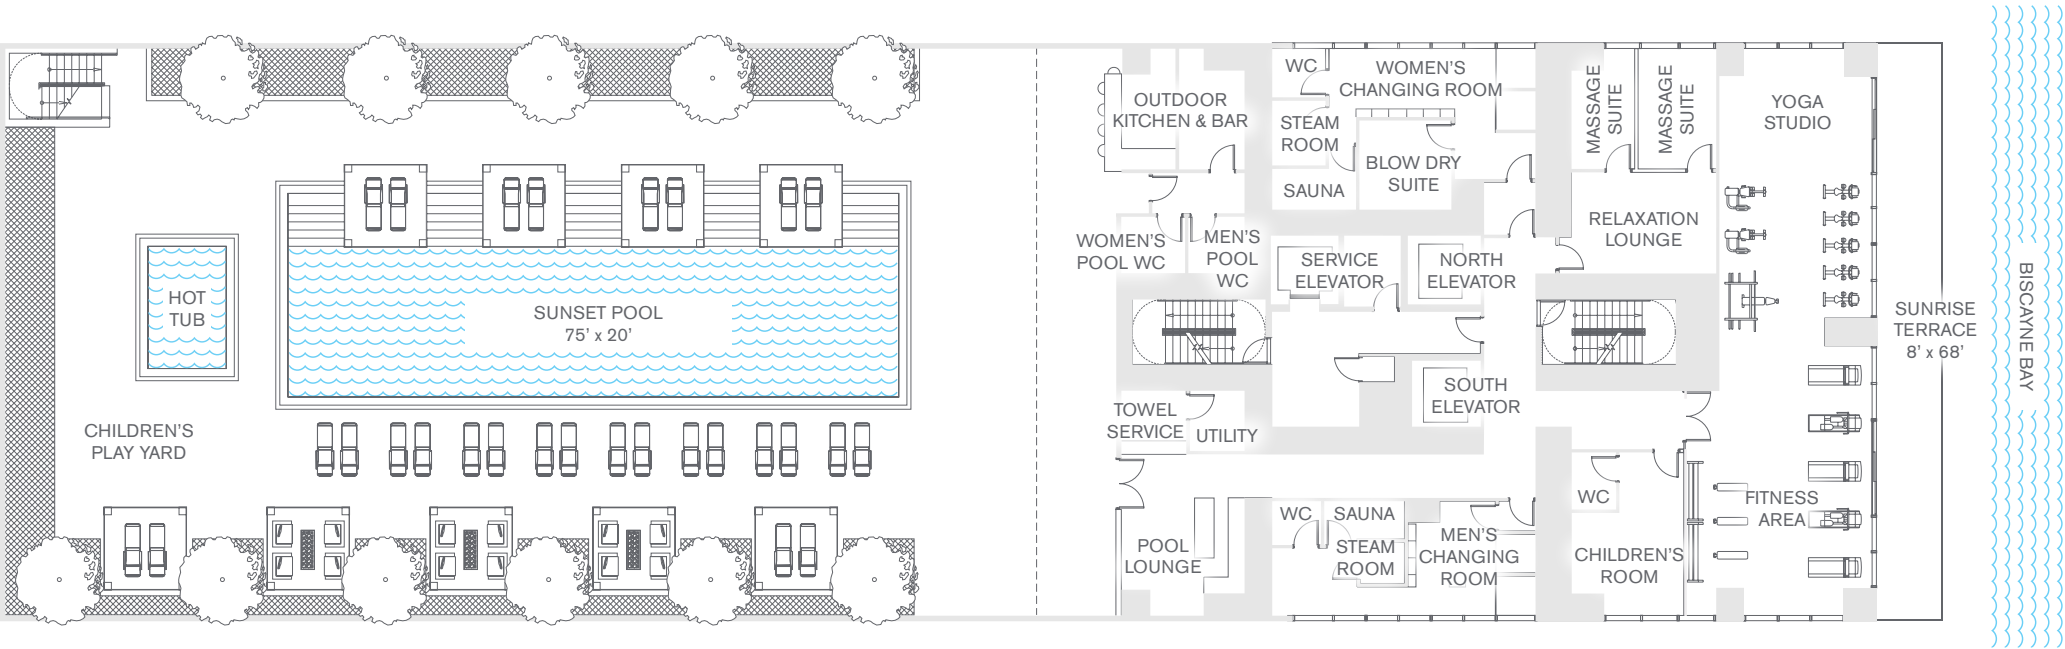 HOT
TUB
SUNSET POOL
75’ x 20’
CHILDREN’S
PLAY YARD
OUTDOOR
KITCHEN & BAR
WOMEN’S
POOL WC
MEN’S
POOL
WC
TOWEL
SERVICE
UTILITY
POOL
LOUNGE
WC
WOMEN’S
CHANGING ROOM
STEAM
ROOM
BLOW DRY
SUITE
SAUNA
SERVICE
ELEVATOR
NORTH
ELEVATOR
SOUTH
ELEVATOR
WC
SAUNA
STEAM
ROOM
MEN’S
CHANGING
ROOM
MASSAGE
SUITE
MASSAGE
SUITE
RELAXATION
LOUNGE
YOGA
STUDIO
WC
CHILDREN’S
ROOM
FITNESS
AREA
SUNRISE
TERRACE
8’ x 68’
BISCAYNE BAY